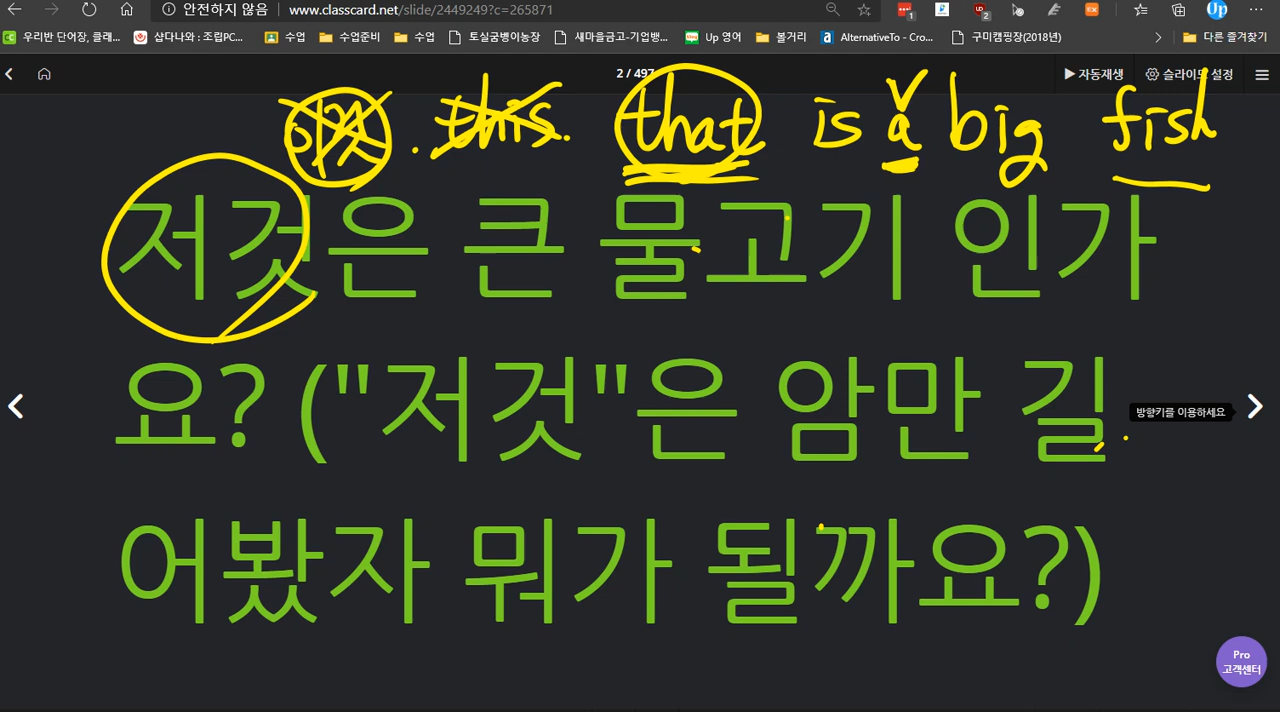 안전하지 않음 www.classcard.net/slide/2449249?c=265871
우리반 단어장, 클래... 샵다나와 : 조립PC... 수업 수업준비 수업 토실굼벵이농장 새마을금고-기업뱅... Up 영어 볼거리 AlternativeTo - Cro... 구미캠핑장(2018년) 다른 즐겨찾기
2 / 497 자동재생 슬라이드 설정
this. that is a big fish
저것은 큰 물고기 인가
요? ("저것"은 암만 길
방향키를 이용하세요
어봤자 뭐가 될까요?)
Pro
고객센터